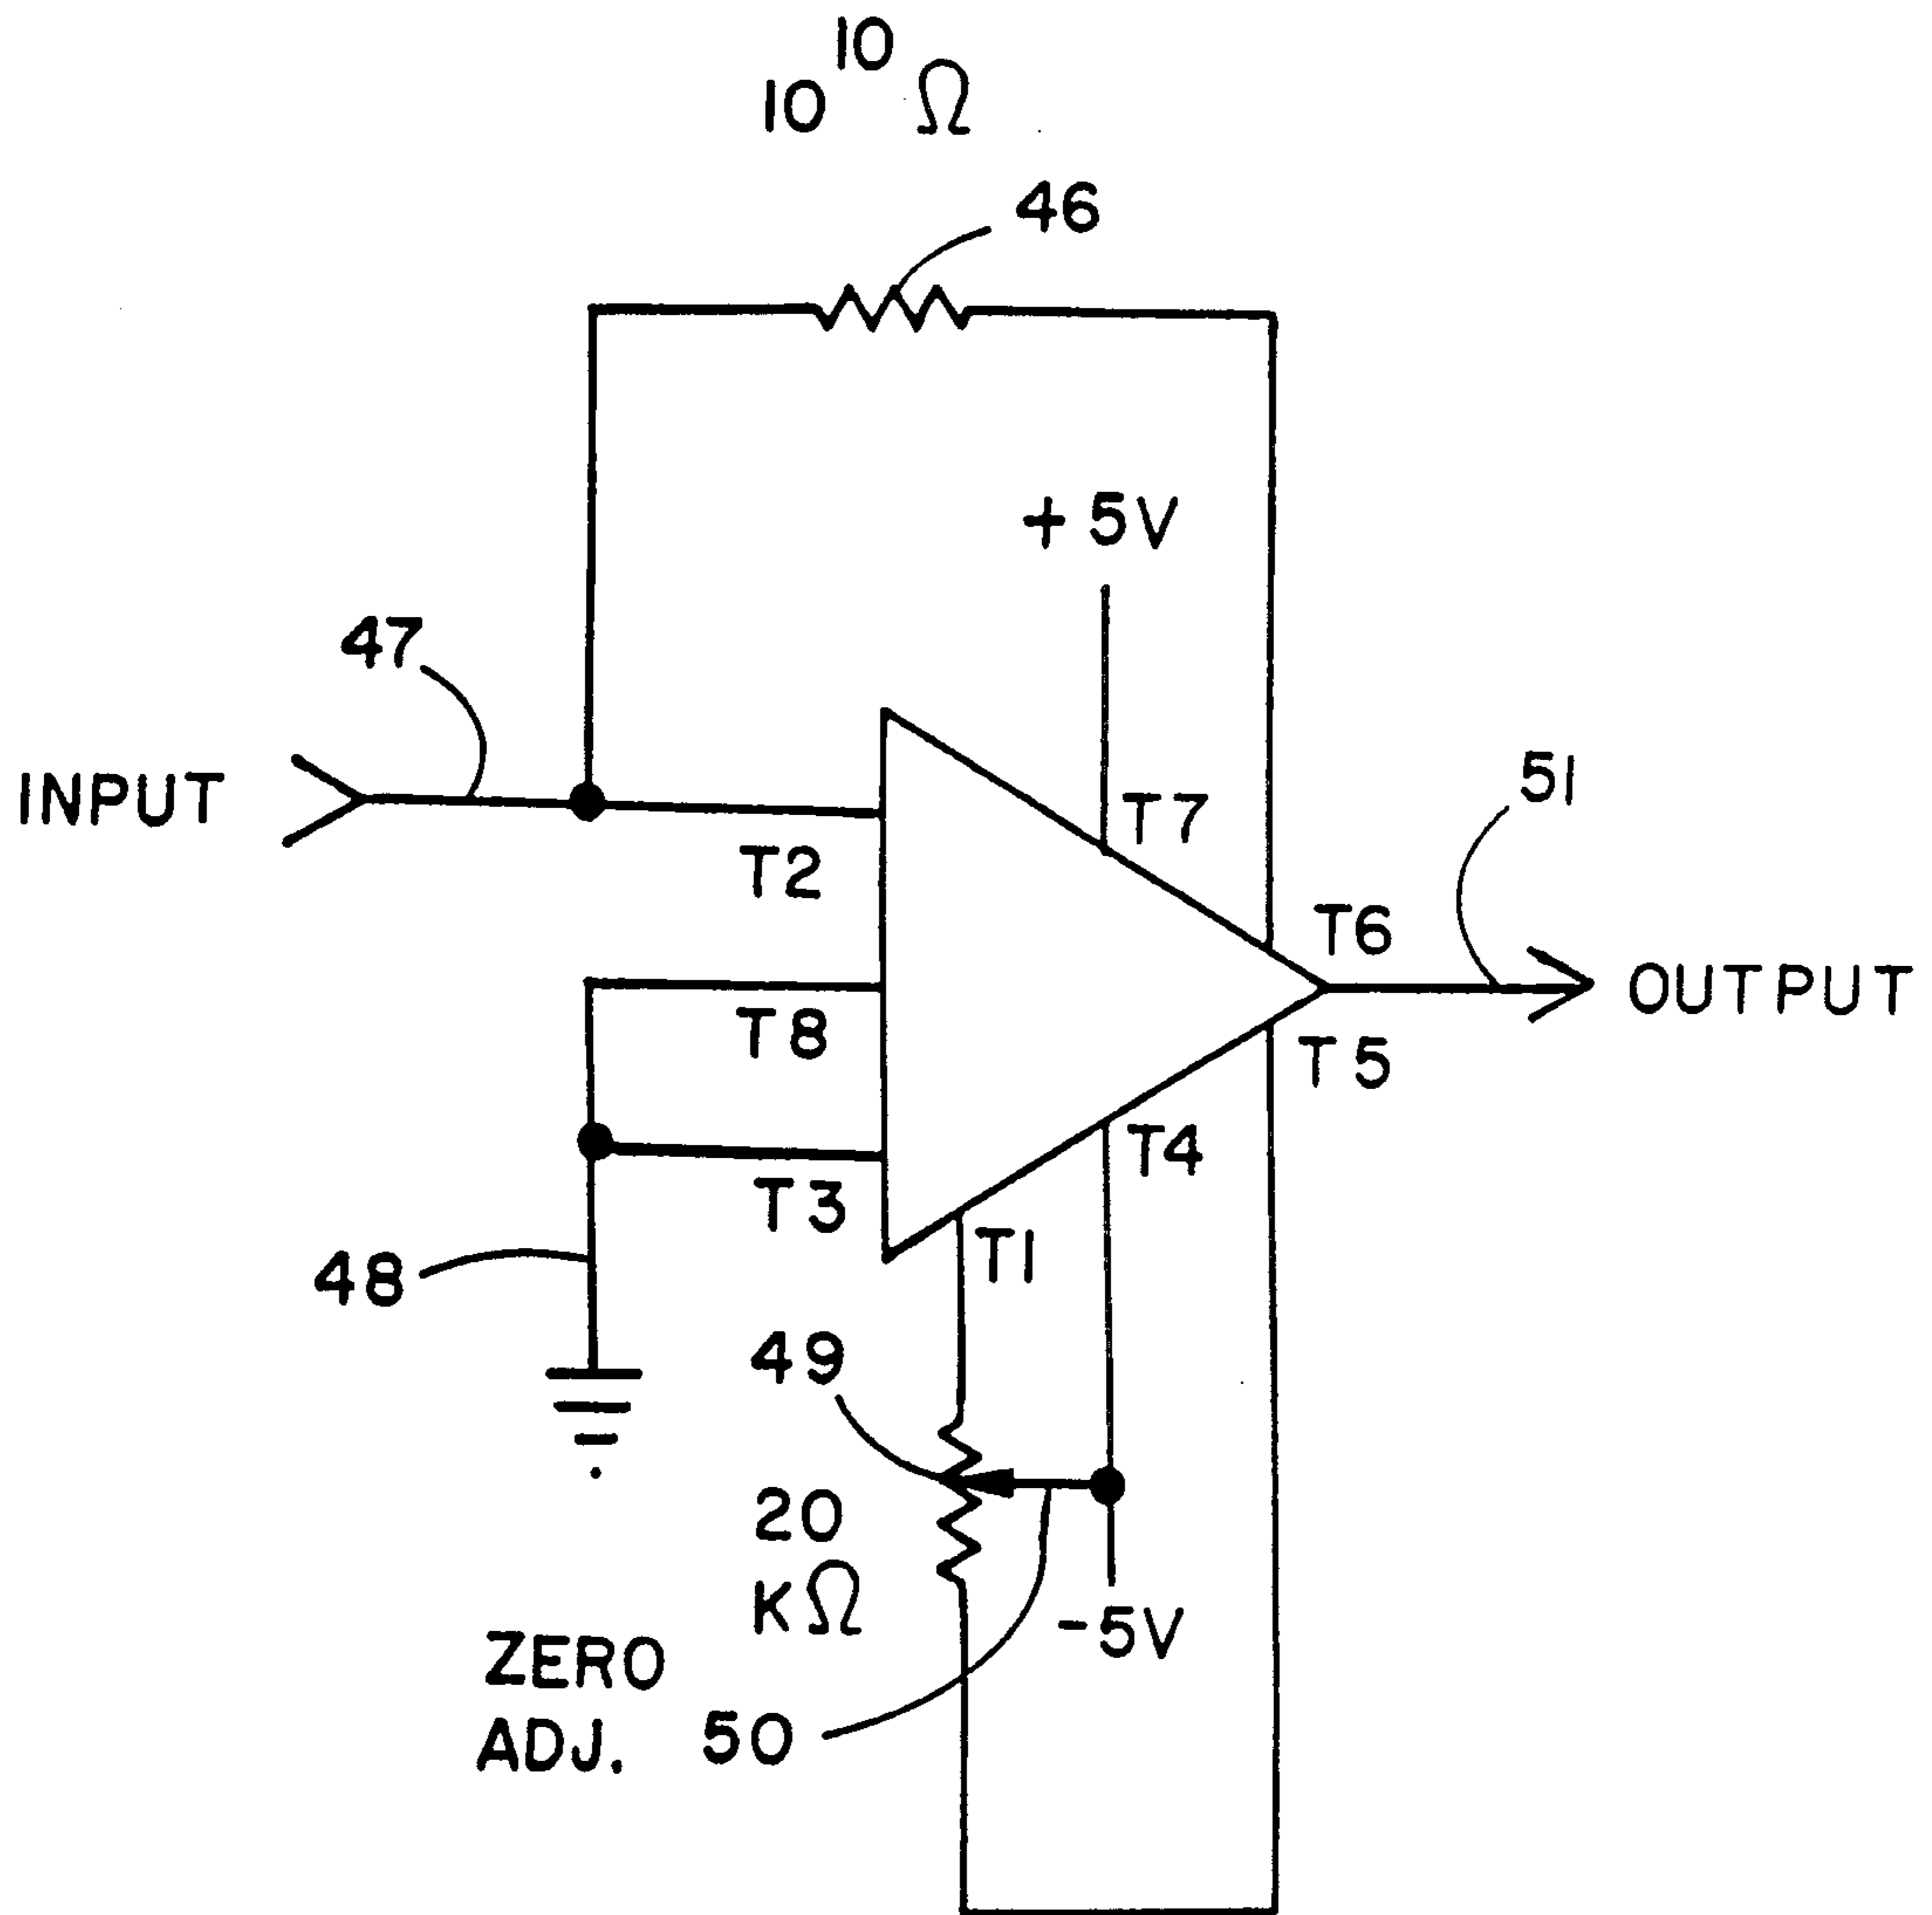 10^10 Ω
46
+5V
47
INPUT
51
T7
T2
T6
OUTPUT
T8
T5
T4
T3
T1
48
49
20
KΩ
-5V
ZERO
ADJ.
50